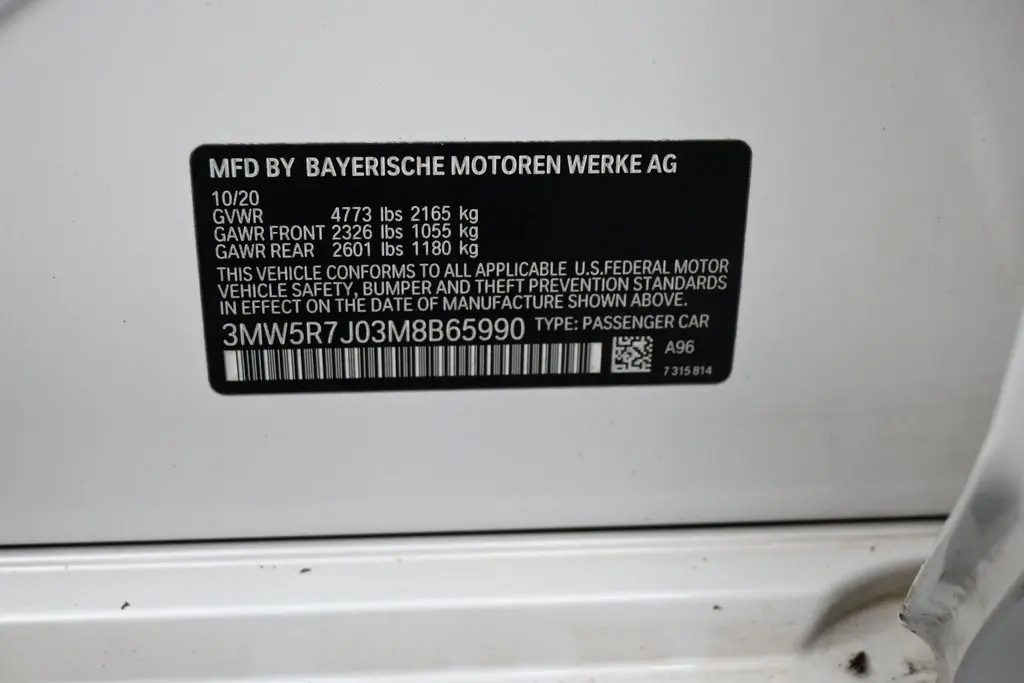 MFD BY BAYERISCHE MOTOREN WERKE AG
10/20
GVWR 4773 lbs 2165 kg
GAWR FRONT 2326 lbs 1055 kg
GAWR REAR 2601 lbs 1180 kg
THIS VEHICLE CONFORMS TO ALL APPLICABLE U.S.FEDERAL MOTOR
VEHICLE SAFETY, BUMPER AND THEFT PREVENTION STANDARDS
IN EFFECT ON THE DATE OF MANUFACTURE SHOWN ABOVE.
3MW5R7J03M8B65990 TYPE: PASSENGER CAR
A96
7 315 814